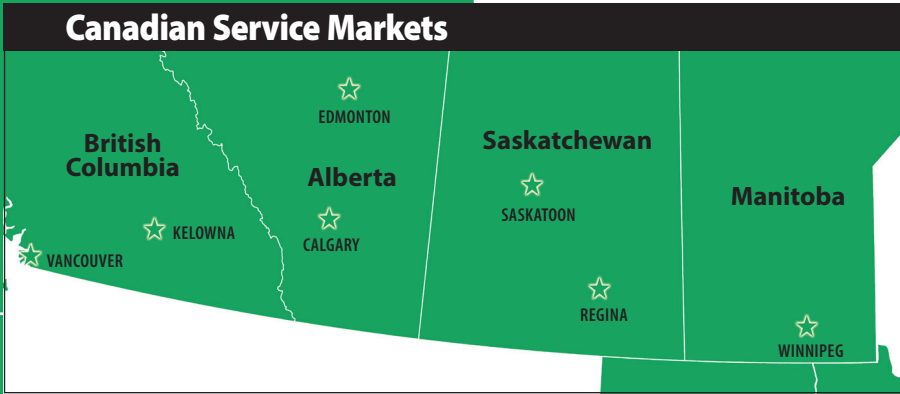 Canadian Service Markets
EDMONTON
British
Columbia
Saskatchewan
Alberta
SASKATOON
Manitoba
KELOWNA
CALGARY
VANCOUVER
REGINA
WINNIPEG